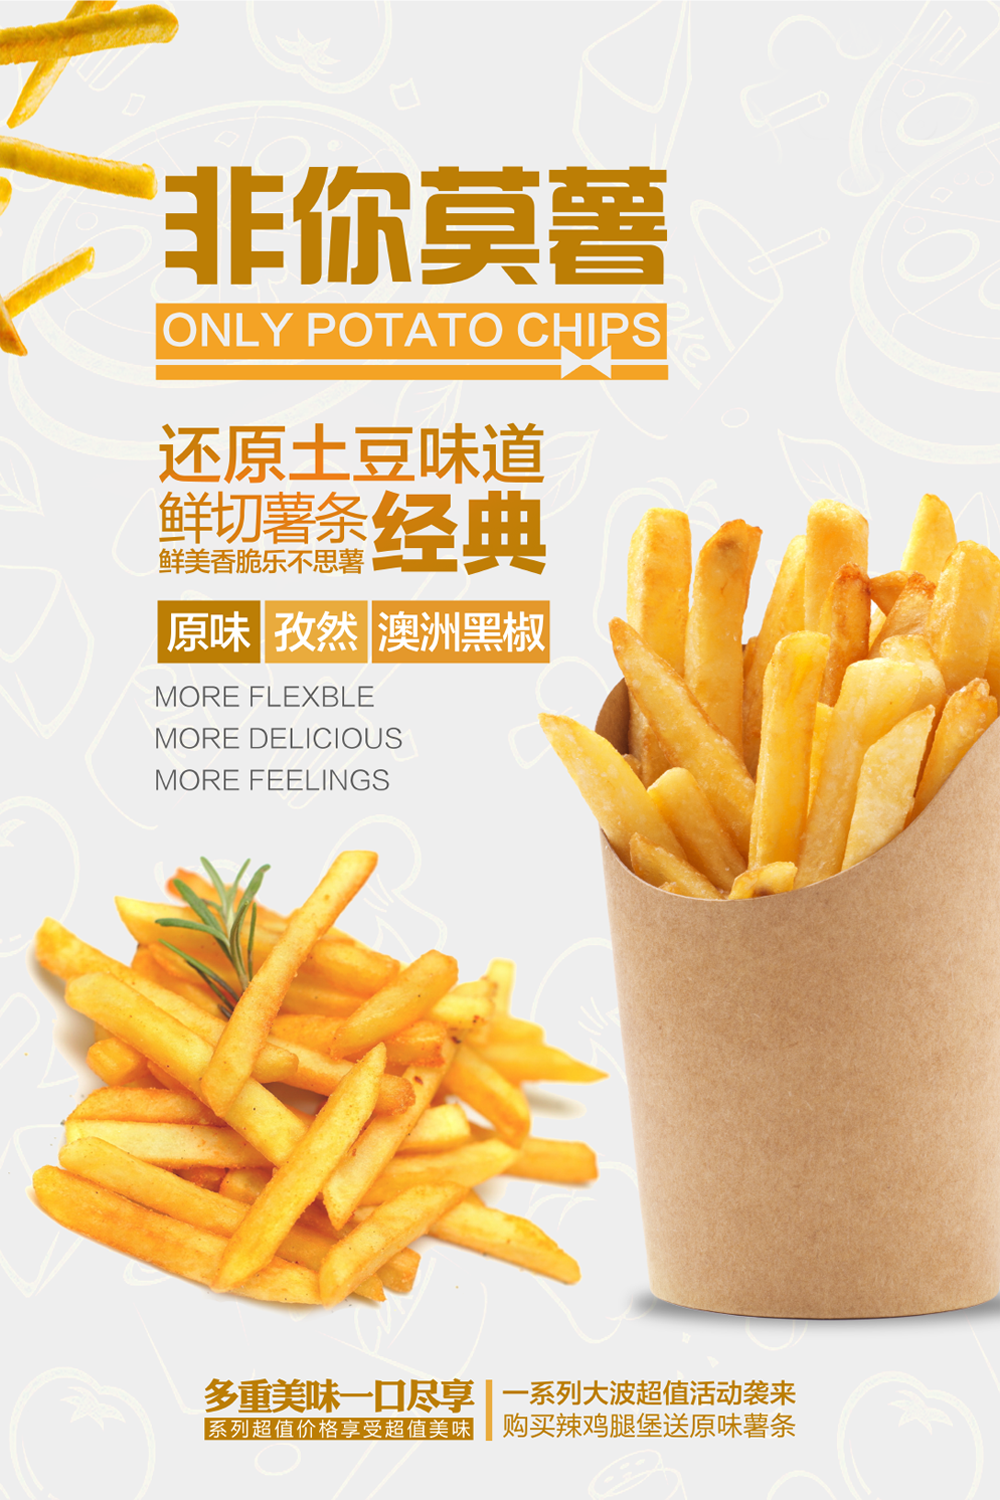 非你莫薯
ONLY POTATO CHIPS
还原土豆味道
鲜切薯条经典
鲜美香脆乐不思薯
原味 孜然 澳洲黑椒
MORE FLEXBLE
MORE DELICIOUS
MORE FEELINGS
多重美味一口尽享
系列超值价格享受超值美味
一系列大波超值活动袭来
购买辣鸡腿堡送原味薯条